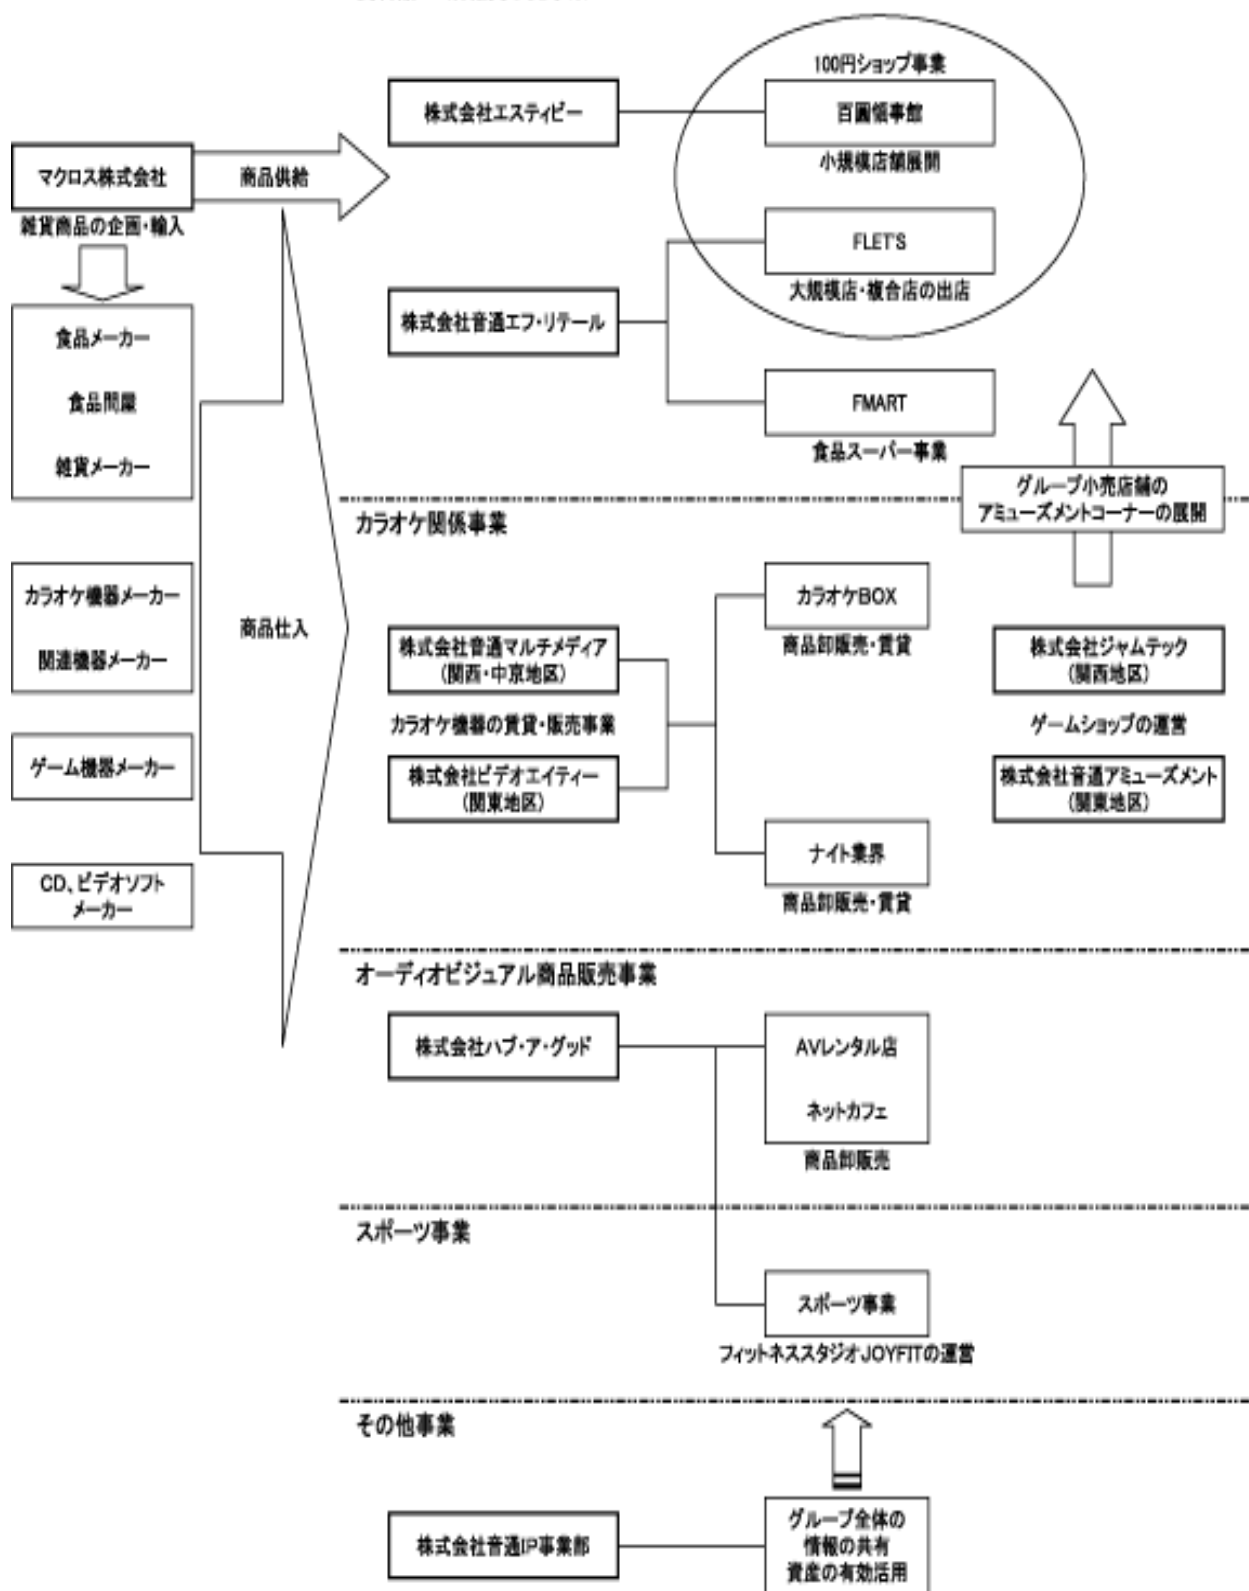 100円ショップ事業
株式会社エスティビー
百圓領事館
小規模店舗展開
マクロス株式会社
商品供給
雑貨商品の企画・輸入
FLET'S
大規模店・複合店の出店
株式会社音通エフ・リテール
食品メーカー
食品問屋
雑貨メーカー
FMART
食品スーパー事業
グループ小売店舗の
アミューズメントコーナーの展開
カラオケ関係事業
カラオケ機器メーカー
関連機器メーカー
商品仕入
カラオケBOX
商品卸販売・賃貸
株式会社音通マルチメディア
(関西・中京地区)
株式会社ジャムテック
(関西地区)
カラオケ機器の賃貸・販売事業
ゲームショップの運営
ゲーム機器メーカー
株式会社ビデオエイティー
(関東地区)
株式会社音通アミューズメント
(関東地区)
ナイト業界
商品卸販売・賃貸
CD、ビデオソフト
メーカー
オーディオビジュアル商品販売事業
株式会社ハブ・ア・グッド
AVレンタル店
ネットカフェ
商品卸販売
スポーツ事業
スポーツ事業
フィットネススタジオJOYFITの運営
その他事業
株式会社音通IP事業部
グループ全体の
情報の共有
資産の有効活用